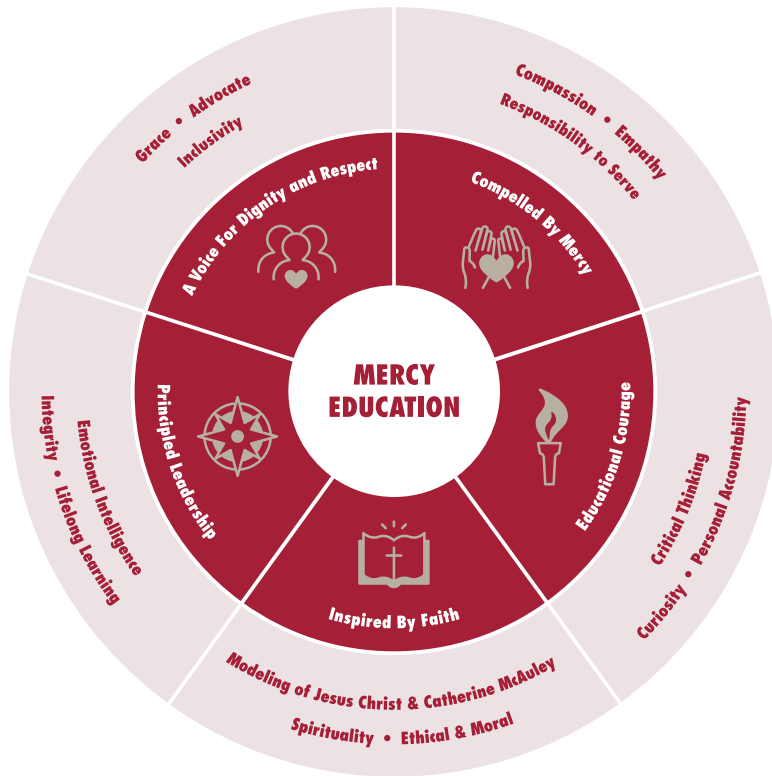 MERCY
EDUCATION
A Voice For Dignity and Respect
Grace • Advocate
Inclusivity
Compelled By Mercy
Compassion • Empathy
Responsibility to Serve
Educational Courage
Critical Thinking
Curiosity • Personal Accountability
Inspired By Faith
Modeling of Jesus Christ & Catherine McAuley
Spirituality • Ethical & Moral
Principled Leadership
Emotional Intelligence
Integrity • Lifelong Learning